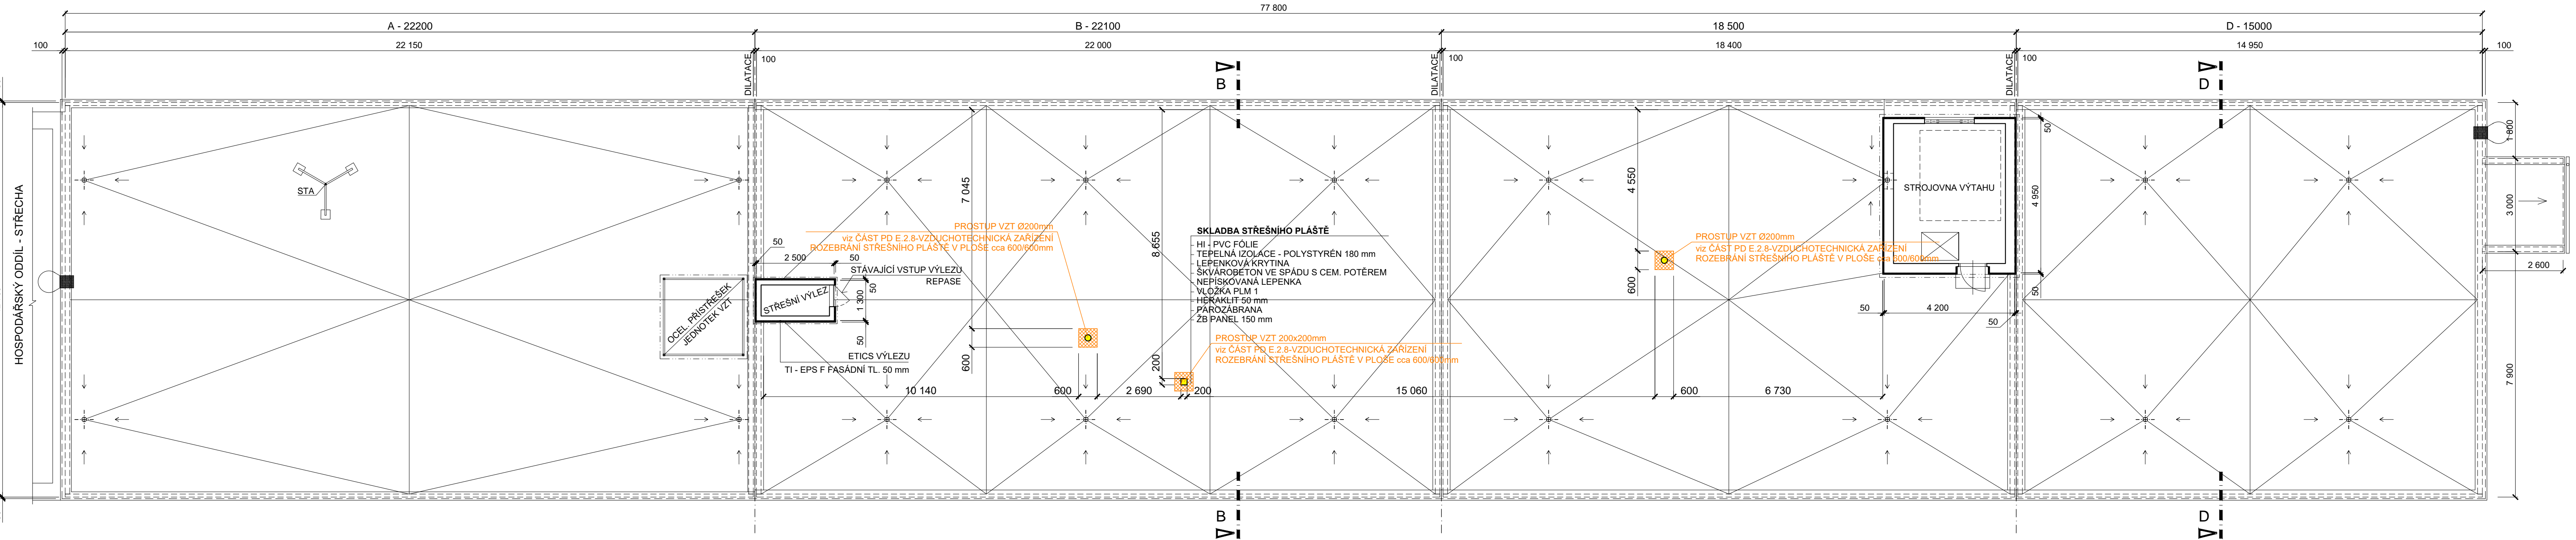 77 800
A - 22200
B - 22100
18 500
D - 15000
100
22 150
22 000
18 400
14 950
100
DILATACE
100
DILATACE
100
DILATACE
100
B
D
HOSPODÁŘSKÝ ODDÍL - STŘECHA
STA
7 045
8 655
4 550
STROJOVNA VÝTAHU
50
4 950
50
1 800
3 000
2 600
7 900
PROSTUP VZT Ø200mm
viz ČÁST PD E.2.8-VZDUCHOTECHNICKÁ ZAŘÍZENÍ
ROZEBRÁNÍ STŘEŠNÍHO PLÁŠTĚ V PLOŠE cca 600/600mm
SKLADBA STŘEŠNÍHO PLÁŠTĚ
- HI - PVC FÓLIE
- TEPELNÁ IZOLACE - POLYSTYRÉN 180 mm
- LEPENKOVÁ KRYTINA
- ŠKVÁROBETON VE SPÁDU S CEM. POTĚREM
- NEPÍSKOVANÁ LEPENKA
- VLOŽKA PLM 1
- HERAKLIT 50 mm
- PAROZÁBRANA
- ŽB PANEL 150 mm
PROSTUP VZT Ø200mm
viz ČÁST PD E.2.8-VZDUCHOTECHNICKÁ ZAŘÍZENÍ
ROZEBRÁNÍ STŘEŠNÍHO PLÁŠTĚ V PLOŠE cca 600/600mm
50
2 500
50
STÁVAJÍCÍ VSTUP VÝLEZU
REPASE
50
1 300
50
STŘEŠNÍ VÝLEZ
OCEL. PŘÍSTŘEŠEK
JEDNOTEK VZT
ETICS VÝLEZU
TI - EPS F FASÁDNÍ TL. 50 mm
PROSTUP VZT 200x200mm
viz ČÁST PD E.2.8-VZDUCHOTECHNICKÁ ZAŘÍZENÍ
ROZEBRÁNÍ STŘEŠNÍHO PLÁŠTĚ V PLOŠE cca 600/600mm
600
200
600
50
4 200
50
10 140
600
2 690
200
15 060
600
6 730
B
D